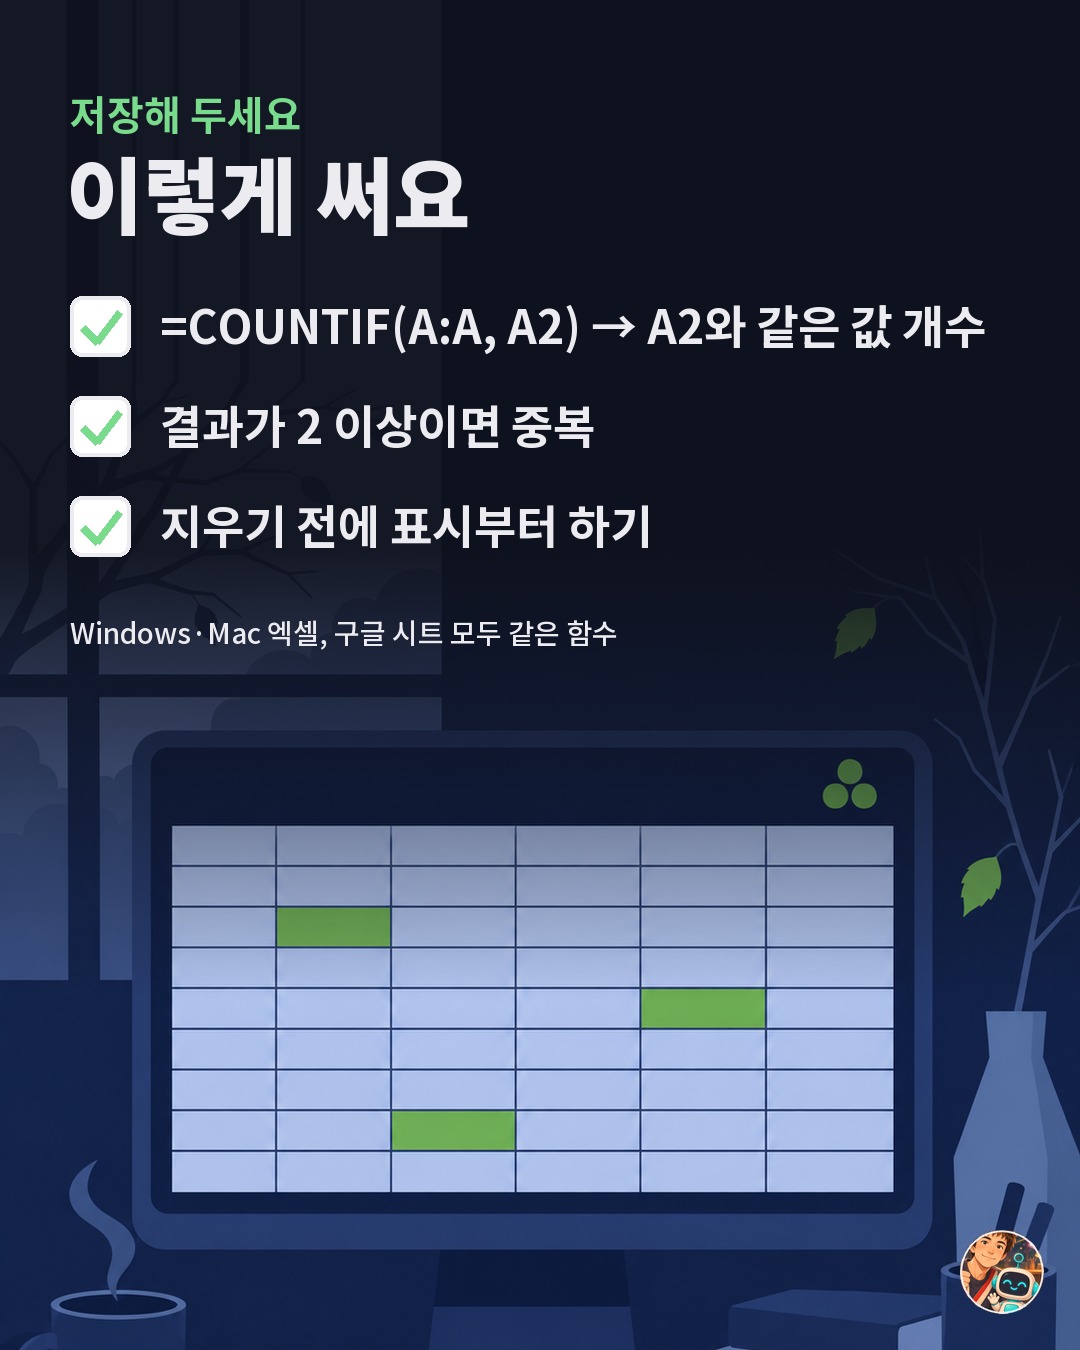 저장해 두세요
이렇게 써요
=COUNTIF(A:A, A2) → A2와 같은 값 개수
결과가 2 이상이면 중복
지우기 전에 표시부터 하기
Windows·Mac 엑셀, 구글 시트 모두 같은 함수